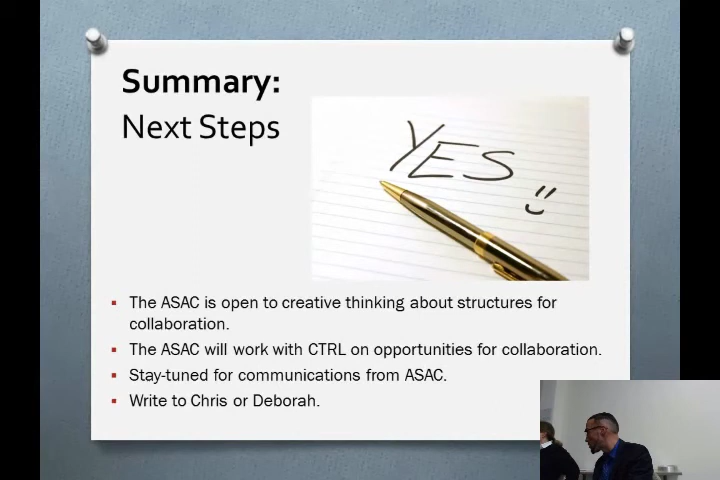 Summary:
Next Steps
YES
▪ The ASAC is open to creative thinking about structures for
collaboration.
▪ The ASAC will work with CTRL on opportunities for collaboration.
▪ Stay-tuned for communications from ASAC.
▪ Write to Chris or Deborah.